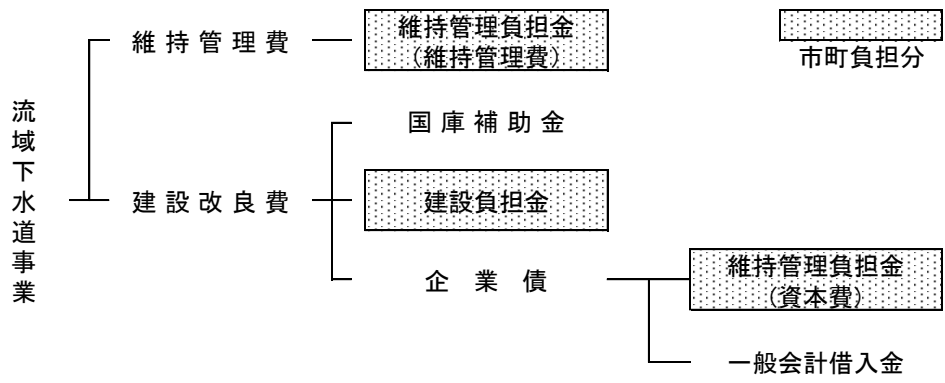 流域下水道事業
維持管理費
維持管理負担金
(維持管理費)
市町負担分
国庫補助金
建設改良費
建設負担金
企業債
維持管理負担金
(資本費)
一般会計借入金